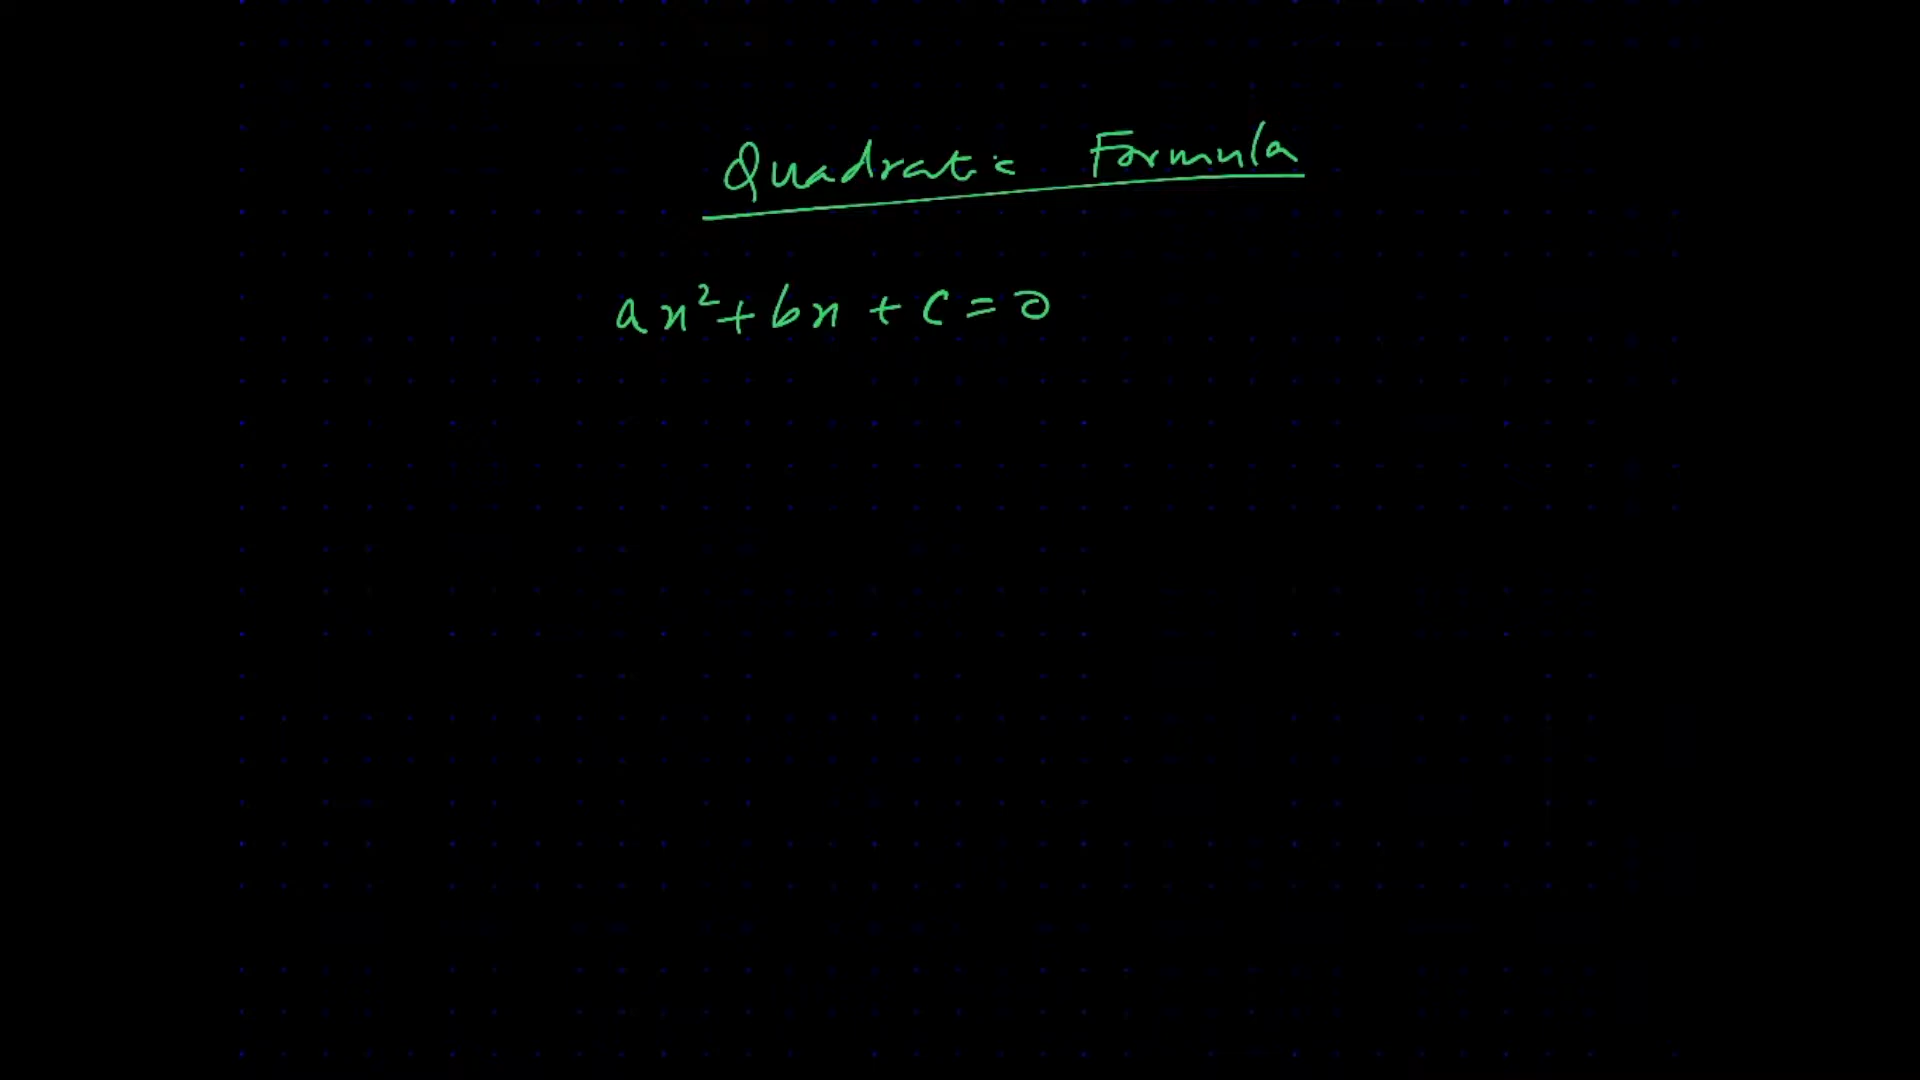 Quadratic Formula
ax²+bx + c = 0